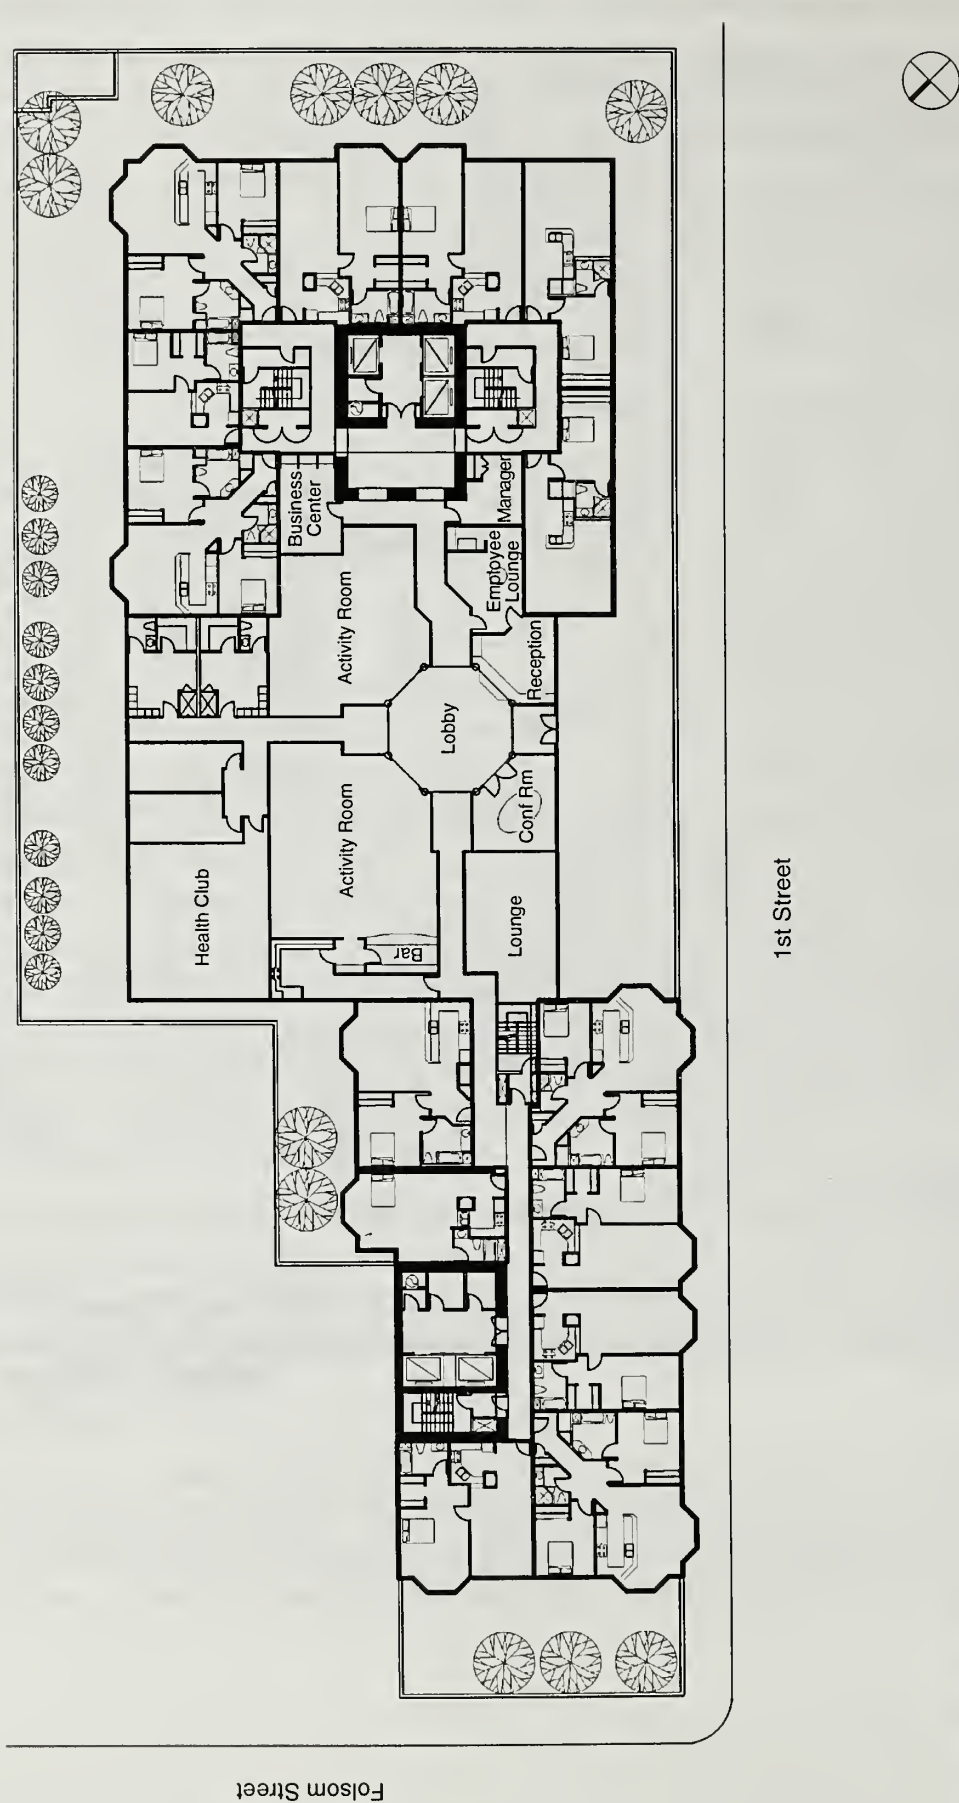 Business
Center
Manager
Employee
Lounge
Activity Room
Reception
Lobby
Activity Room
Conf Rm
Health Club
Lounge
Bar
1st Street
Folsom Street